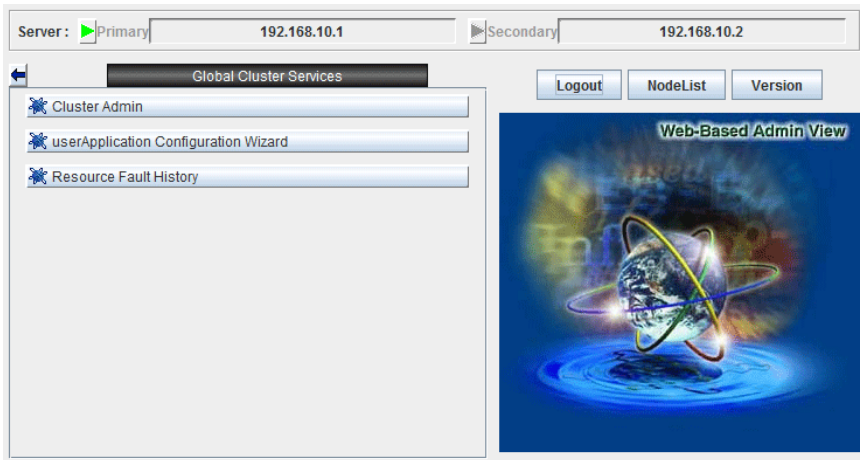 Server : Primary 192.168.10.1 Secondary 192.168.10.2
Global Cluster Services
Logout NodeList Version
Cluster Admin
userApplication Configuration Wizard
Resource Fault History
Web-Based Admin View